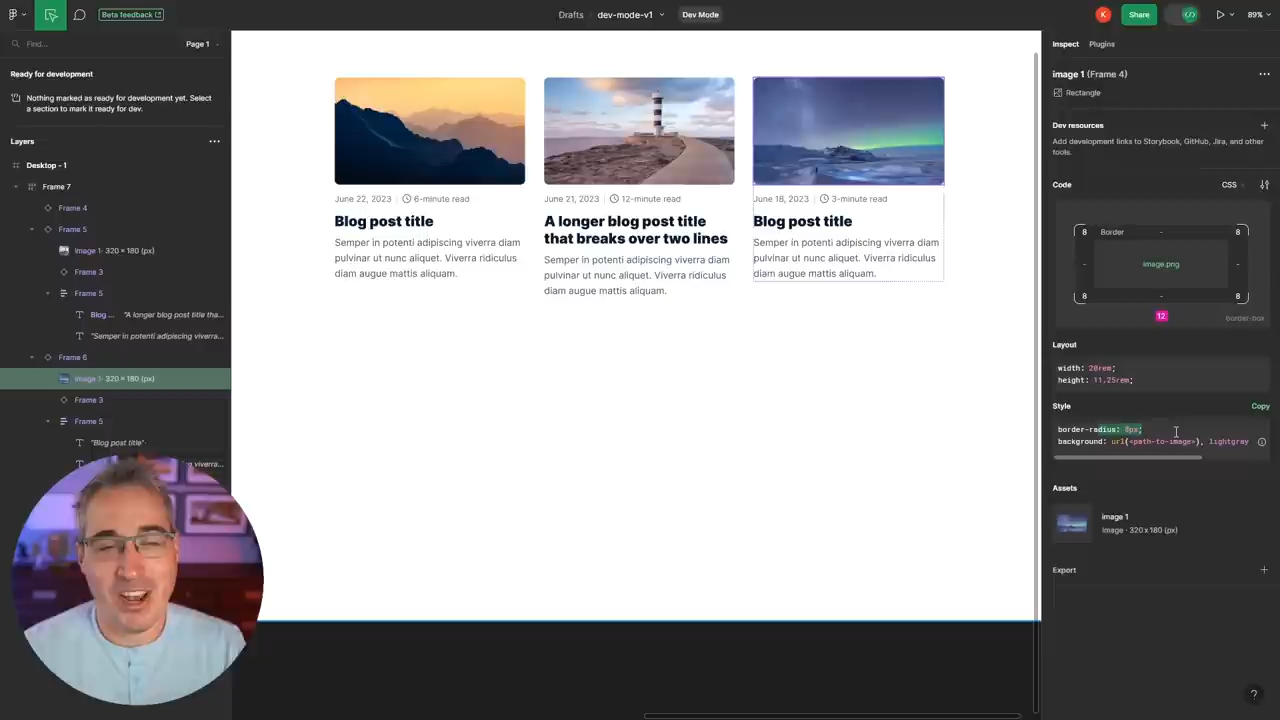 Beta feedback
Drafts
dev-mode-v1
Dev Mode
K
Share
89%
Find...
Page 1
Ready for development
Nothing marked as ready for development yet. Select
a section to mark it ready for dev.
Layers
Desktop - 1
Frame 7
Frame 4
Frame 5
image 1 · 320 × 180 (px)
Frame 3
Frame 5
Blog ... "A longer blog post title tha...
"Semper in potenti adipiscing viverra...
Frame 6
image 1 · 320 × 180 (px)
Frame 3
Frame 5
"Blog post title"
viverra...
June 22, 2023
6-minute read
Blog post title
Semper in potenti adipiscing viverra diam
pulvinar ut nunc aliquet. Viverra ridiculus
diam augue mattis aliquam.
June 21, 2023
12-minute read
A longer blog post title
that breaks over two lines
Semper in potenti adipiscing viverra diam
pulvinar ut nunc aliquet. Viverra ridiculus
diam augue mattis aliquam.
June 18, 2023
3-minute read
Blog post title
Semper in potenti adipiscing viverra diam
pulvinar ut nunc aliquet. Viverra ridiculus
diam augue mattis aliquam.
Inspect
Plugins
image 1 (Frame 4)
Rectangle
Dev resources
Add development links to Storybook, GitHub, Jira, and other
tools.
Code
CSS
8 Border - 8
- image.png -
8 - 8
12
border-box
Layout
width: 20rem;
height: 11.25rem;
Style
Copy
border-radius: 8px;
background: url(<path-to-image>), lightgray
Assets
image 1
Image · 320 x 180 (px)
Export
?